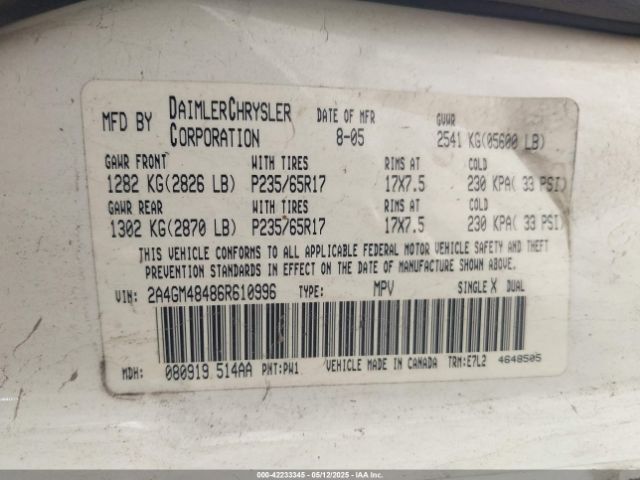 MFD BY DAIMLERCHRYSLER CORPORATION DATE OF MFR 8-05 GVWR 2541 KG(05600 LB)
GAWR FRONT WITH TIRES RIMS AT COLD
1282 KG(2826 LB) P235/65R17 17X7.5 230 KPA( 33 PSI)
GAWR REAR WITH TIRES RIMS AT COLD
1302 KG(2870 LB) P235/65R17 17X7.5 230 KPA( 33 PSI)
THIS VEHICLE CONFORMS TO ALL APPLICABLE FEDERAL MOTOR VEHICLE SAFETY AND THEFT
PREVENTION STANDARDS IN EFFECT ON THE DATE OF MANUFACTURE SHOWN ABOVE.
VIN: 2A4GM48486R610996 TYPE: MPV SINGLE X DUAL
MDH: 080919 514AA PNT:PW1 VEHICLE MADE IN CANADA TRM:E7L2 4648505
000-42233345 - 05/12/2025 - IAA Inc.